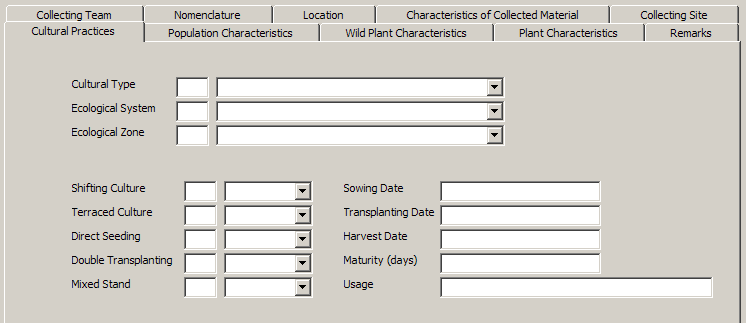 Collecting Team Nomenclature Location Characteristics of Collected Material Collecting Site
Cultural Practices Population Characteristics Wild Plant Characteristics Plant Characteristics Remarks
Cultural Type
Ecological System
Ecological Zone
Shifting Culture Sowing Date
Terraced Culture Transplanting Date
Direct Seeding Harvest Date
Double Transplanting Maturity (days)
Mixed Stand Usage